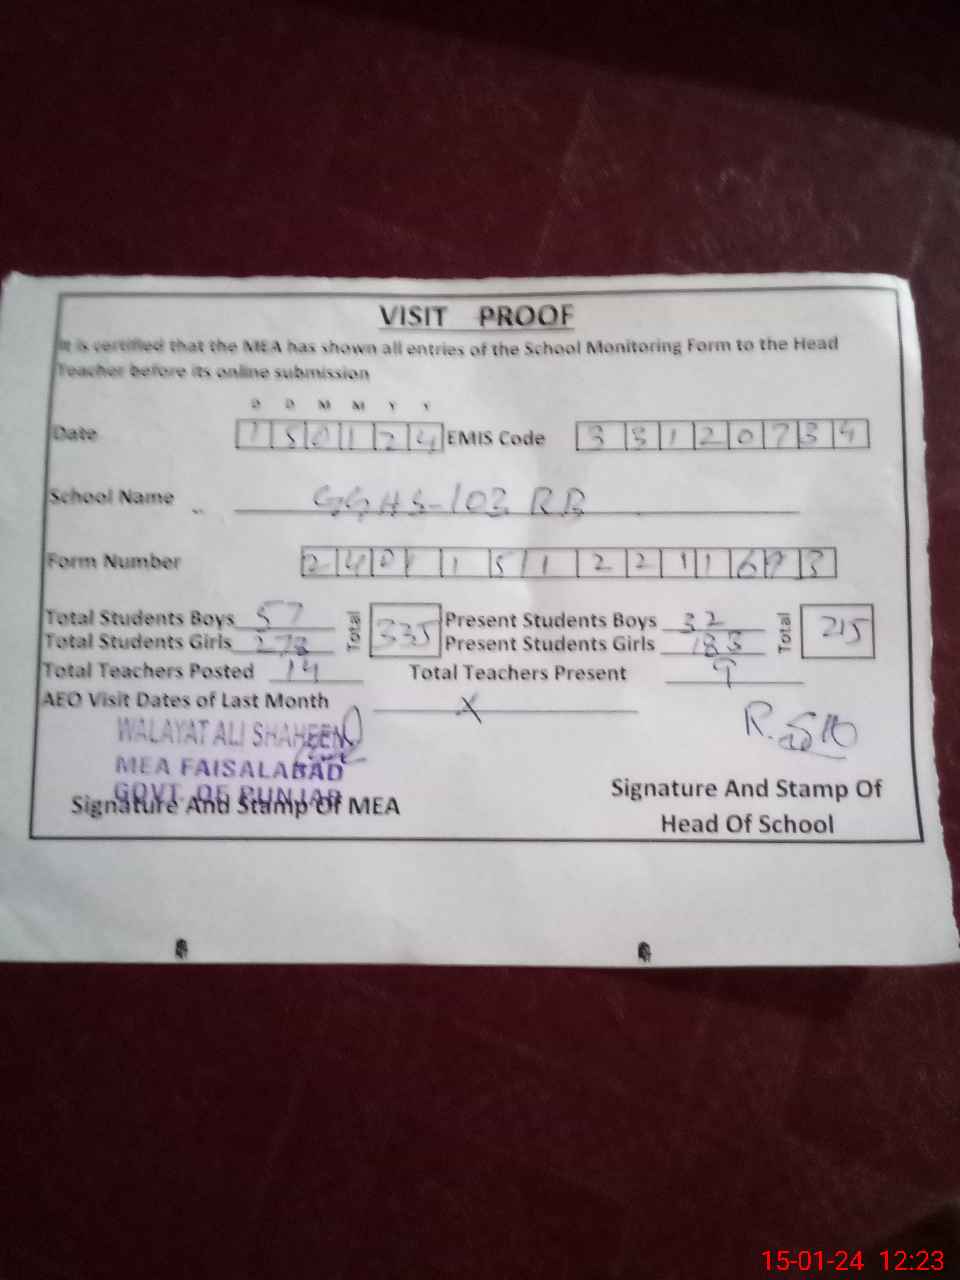 VISIT PROOF
It is certified that the MEA has shown all entries of the School Monitoring Form to the Head
Teacher before its online submission
D D M M Y Y
Date 1 5 0 1 2 4 EMIS Code 3 3 1 2 0 7 3 4
School Name GGHS-103 RB
Form Number 2 4 0 1 1 5 1 2 2 1 1 6 9 3
Total Students Boys 57 Total 335 Present Students Boys 32 Total 215
Total Students Girls 278 Present Students Girls 183
Total Teachers Posted 14 Total Teachers Present 9
AEO Visit Dates of Last Month X
WALAYAT ALI SHAHEEN
MEA FAISALABAD
GOVT. OF PUNJAB
Signature And Stamp Of MEA
Signature And Stamp Of
Head Of School
15-01-24 12:23